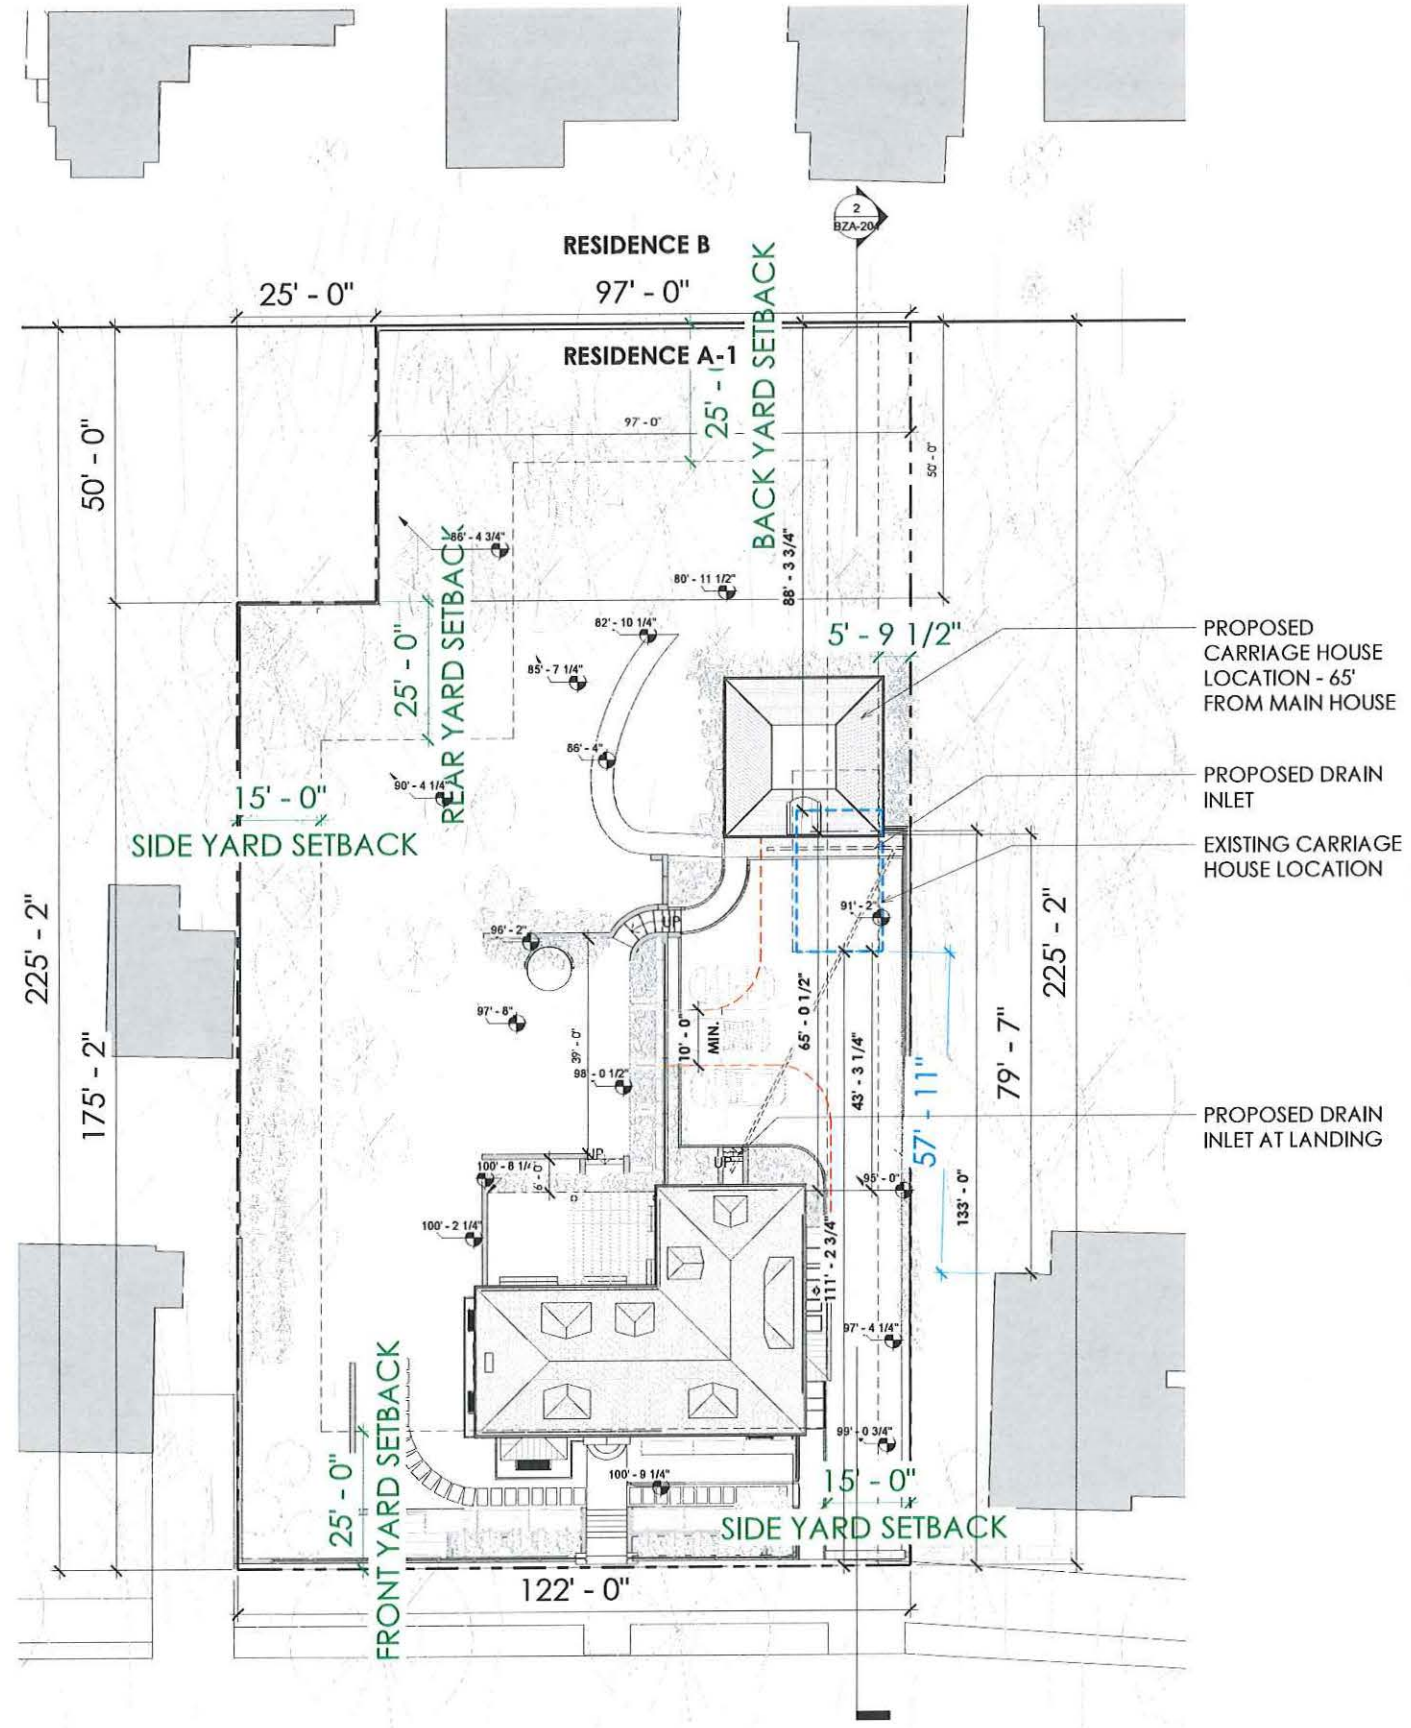 2
BZA-201
RESIDENCE B
25' - 0"
97' - 0"
BACK YARD SETBACK
RESIDENCE A-1
25' -
97' - 0"
50' - 0"
50' - 0"
86' - 4 3/4"
88' - 3 3/4"
80' - 11 1/2"
REAR YARD SETBACK
82' - 10 1/4"
5' - 9 1/2"
PROPOSED
CARRIAGE HOUSE
LOCATION - 65'
FROM MAIN HOUSE
25' - 0"
85' - 7 1/4"
86' - 4"
90' - 4 1/4"
15' - 0"
SIDE YARD SETBACK
PROPOSED DRAIN
INLET
EXISTING CARRIAGE
HOUSE LOCATION
91' - 2"
UP
96' - 2"
225' - 2"
225' - 2"
97' - 8"
39' - 0"
10' - 0"
MIN.
65' - 0 1/2"
43' - 3 1/4"
79' - 7"
175' - 2"
98' - 0 1/2"
57' - 11"
PROPOSED DRAIN
INLET AT LANDING
UP
100' - 8 1/4"
UP
95' - 0"
133' - 0"
100' - 2 1/4"
111' - 2 3/4"
97' - 4 1/4"
99' - 0 3/4"
FRONT YARD SETBACK
25' - 0"
100' - 9 1/4"
15' - 0"
SIDE YARD SETBACK
122' - 0"